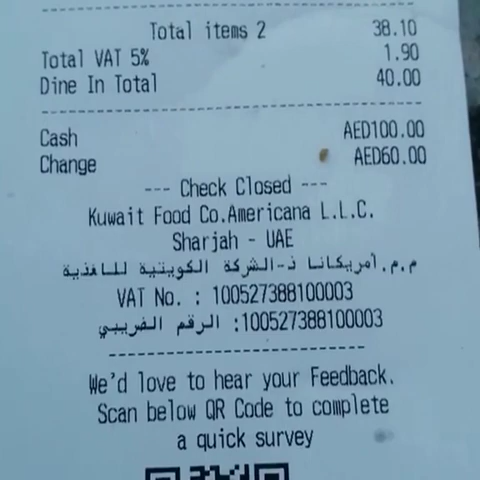 Total items 2 38.10
Total VAT 5% 1.90
Dine In Total 40.00
Cash AED100.00
Change AED60.00
--- Check Closed ---
Kuwait Food Co.Americana L.L.C.
Sharjah - UAE
م.م.أمريكانا ذ-الشركة الكويتية للاغذية
VAT No. : 100527388100003
الرقم الضريبي :100527388100003
We'd love to hear your Feedback.
Scan below QR Code to complete
a quick survey